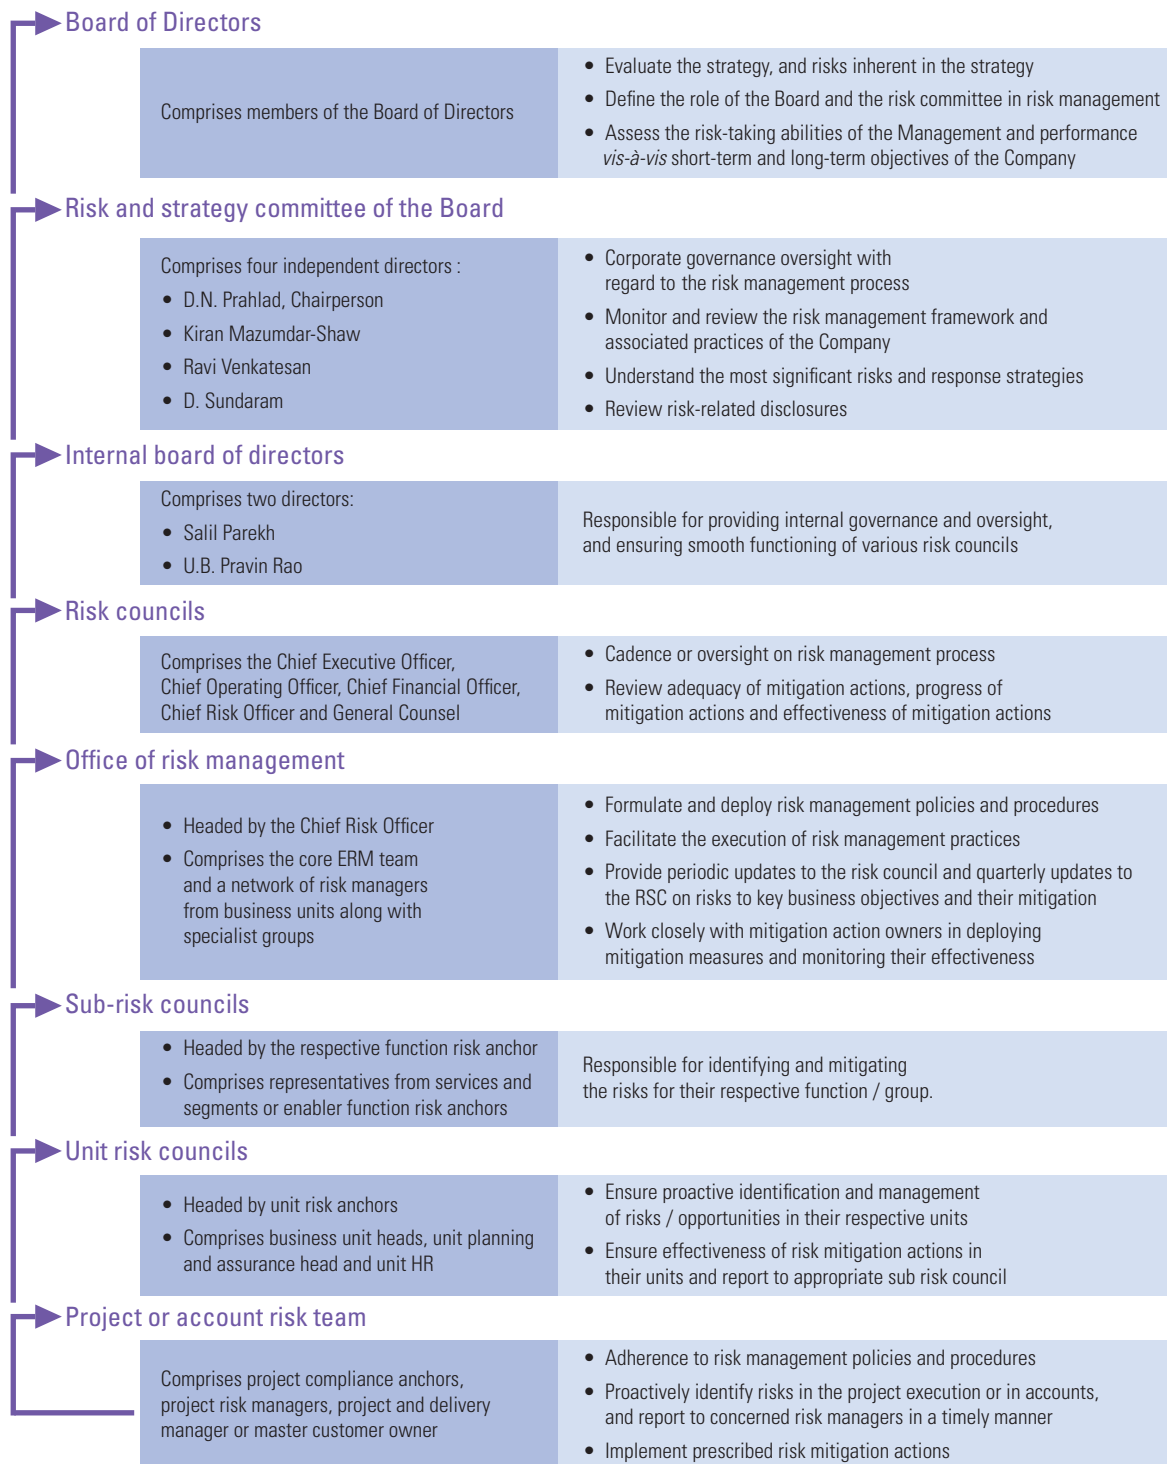 Board of Directors
Comprises members of the Board of Directors
• Evaluate the strategy, and risks inherent in the strategy
• Define the role of the Board and the risk committee in risk management
• Assess the risk-taking abilities of the Management and performance
vis-à-vis short-term and long-term objectives of the Company
Risk and strategy committee of the Board
Comprises four independent directors :
• D.N. Prahlad, Chairperson
• Kiran Mazumdar-Shaw
• Ravi Venkatesan
• D. Sundaram
• Corporate governance oversight with
regard to the risk management process
• Monitor and review the risk management framework and
associated practices of the Company
• Understand the most significant risks and response strategies
• Review risk-related disclosures
Internal board of directors
Comprises two directors:
• Salil Parekh
• U.B. Pravin Rao
Responsible for providing internal governance and oversight,
and ensuring smooth functioning of various risk councils
Risk councils
Comprises the Chief Executive Officer,
Chief Operating Officer, Chief Financial Officer,
Chief Risk Officer and General Counsel
• Cadence or oversight on risk management process
• Review adequacy of mitigation actions, progress of
mitigation actions and effectiveness of mitigation actions
Office of risk management
• Headed by the Chief Risk Officer
• Comprises the core ERM team
and a network of risk managers
from business units along with
specialist groups
• Formulate and deploy risk management policies and procedures
• Facilitate the execution of risk management practices
• Provide periodic updates to the risk council and quarterly updates to
the RSC on risks to key business objectives and their mitigation
• Work closely with mitigation action owners in deploying
mitigation measures and monitoring their effectiveness
Sub-risk councils
• Headed by the respective function risk anchor
• Comprises representatives from services and
segments or enabler function risk anchors
Responsible for identifying and mitigating
the risks for their respective function / group.
Unit risk councils
• Headed by unit risk anchors
• Comprises business unit heads, unit planning
and assurance head and unit HR
• Ensure proactive identification and management
of risks / opportunities in their respective units
• Ensure effectiveness of risk mitigation actions in
their units and report to appropriate sub risk council
Project or account risk team
Comprises project compliance anchors,
project risk managers, project and delivery
manager or master customer owner
• Adherence to risk management policies and procedures
• Proactively identify risks in the project execution or in accounts,
and report to concerned risk managers in a timely manner
• Implement prescribed risk mitigation actions